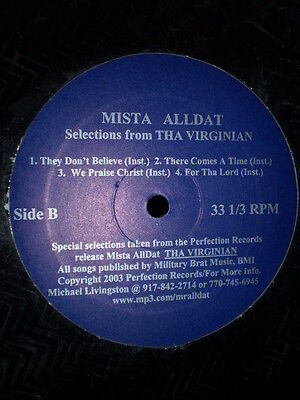 MISTA ALLDAT
Selections from THA VIRGINIAN
1. They Don't Believe (Inst.) 2. There Comes A Time (Inst.)
3. We Praise Christ (Inst.) 4. For Tha Lord (Inst.)
Side B
33 1/3 RPM
Special selections taken from the Perfection Records
release Mista AllDat THA VIRGINIAN
All songs published by Military Brat Music, BMI
Copyright 2003 Perfection Records/For More Info.
Michael Livingston @ 917-842-2714 or 770-745-6945
www.mp3.com/mralldat